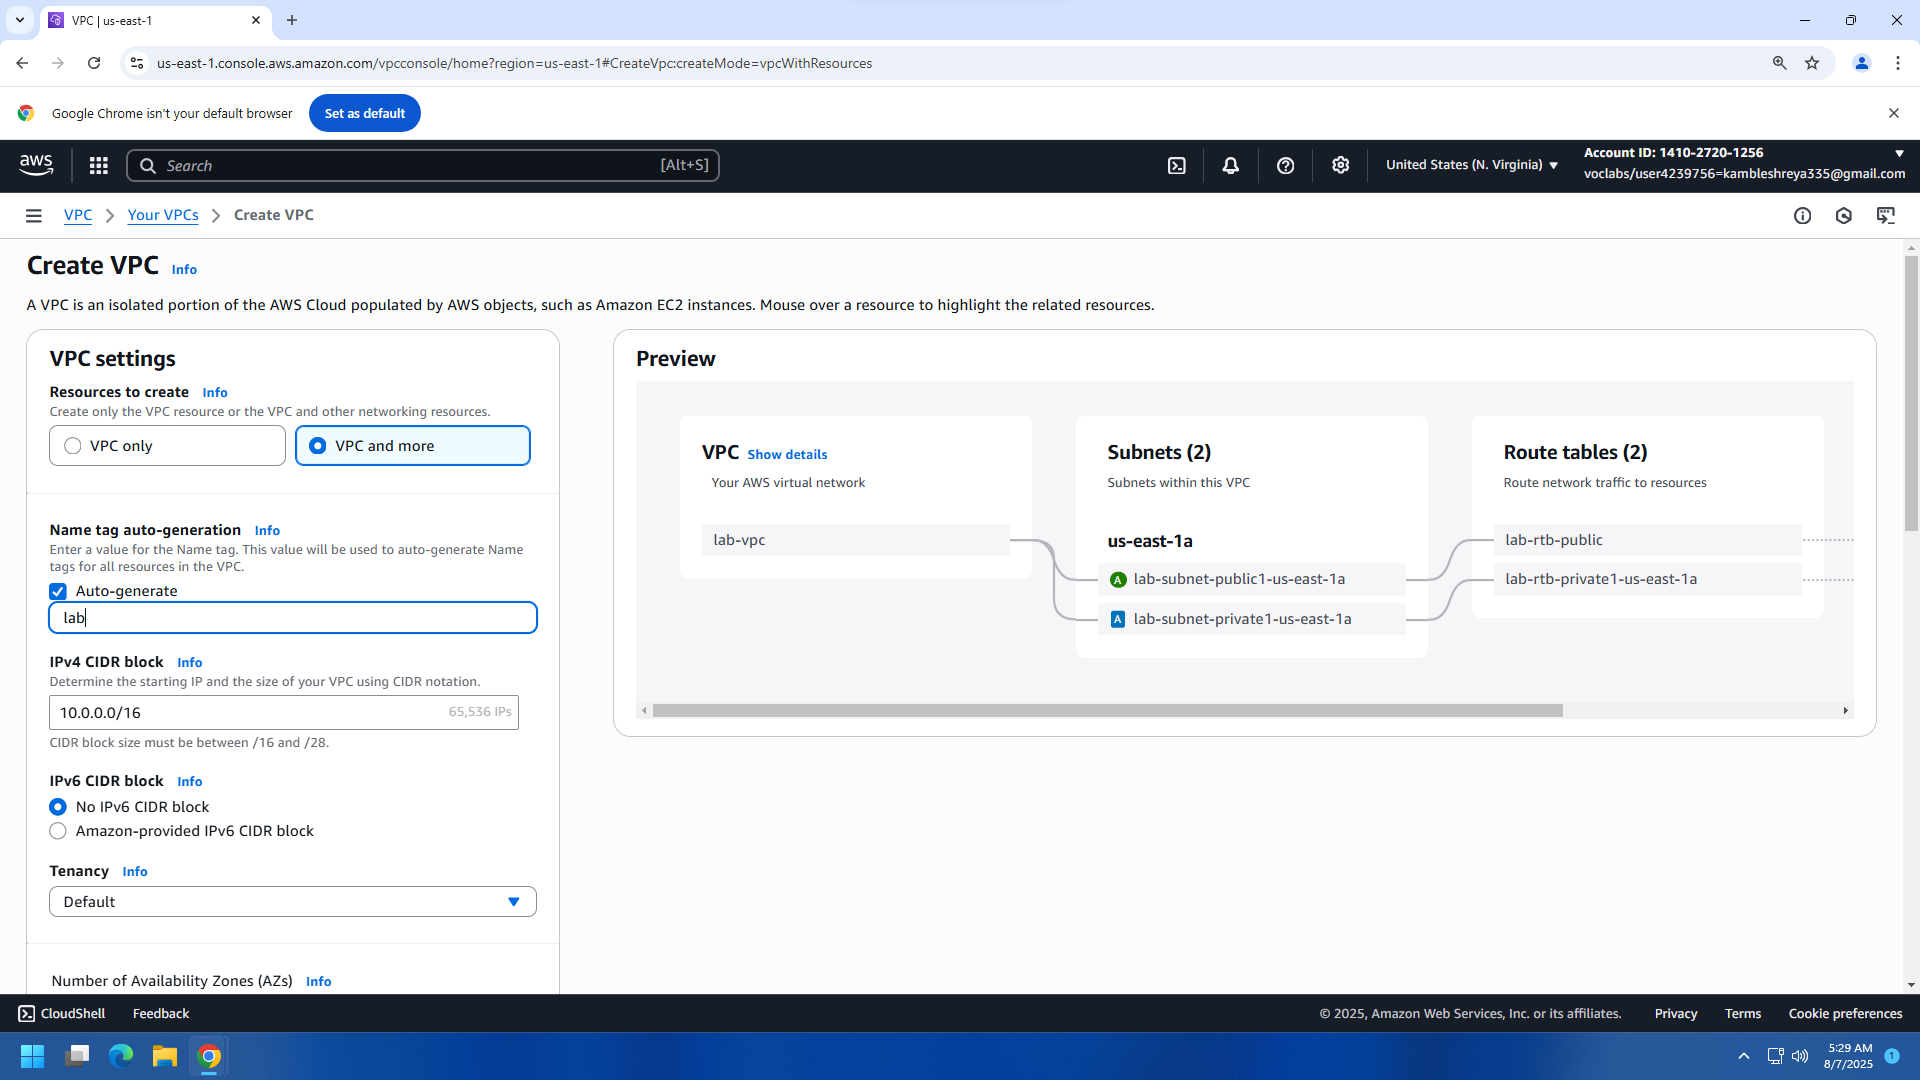 VPC | us-east-1
us-east-1.console.aws.amazon.com/vpcconsole/home?region=us-east-1#CreateVpc:createMode=vpcWithResources
Google Chrome isn't your default browser
Set as default
aws
Search
[Alt+S]
United States (N. Virginia)
Account ID: 1410-2720-1256
voclabs/user4239756=kambleshreya335@gmail.com
VPC
Your VPCs
Create VPC
Create VPC Info
A VPC is an isolated portion of the AWS Cloud populated by AWS objects, such as Amazon EC2 instances. Mouse over a resource to highlight the related resources.
VPC settings
Resources to create Info
Create only the VPC resource or the VPC and other networking resources.
VPC only
VPC and more
Name tag auto-generation Info
Enter a value for the Name tag. This value will be used to auto-generate Name
tags for all resources in the VPC.
Auto-generate
lab
IPv4 CIDR block Info
Determine the starting IP and the size of your VPC using CIDR notation.
10.0.0.0/16
65,536 IPs
CIDR block size must be between /16 and /28.
IPv6 CIDR block Info
No IPv6 CIDR block
Amazon-provided IPv6 CIDR block
Tenancy Info
Default
Number of Availability Zones (AZs) Info
Preview
VPC Show details
Your AWS virtual network
lab-vpc
Subnets (2)
Subnets within this VPC
us-east-1a
A lab-subnet-public1-us-east-1a
A lab-subnet-private1-us-east-1a
Route tables (2)
Route network traffic to resources
lab-rtb-public
lab-rtb-private1-us-east-1a
CloudShell
Feedback
© 2025, Amazon Web Services, Inc. or its affiliates.
Privacy
Terms
Cookie preferences
5:29 AM
8/7/2025
1